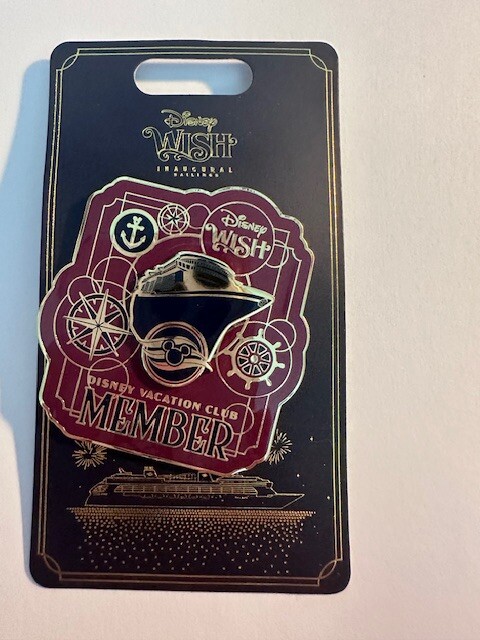 Disney
WISH
INAUGURAL
SAILINGS
Disney
WISH
DISNEY VACATION CLUB
MEMBER